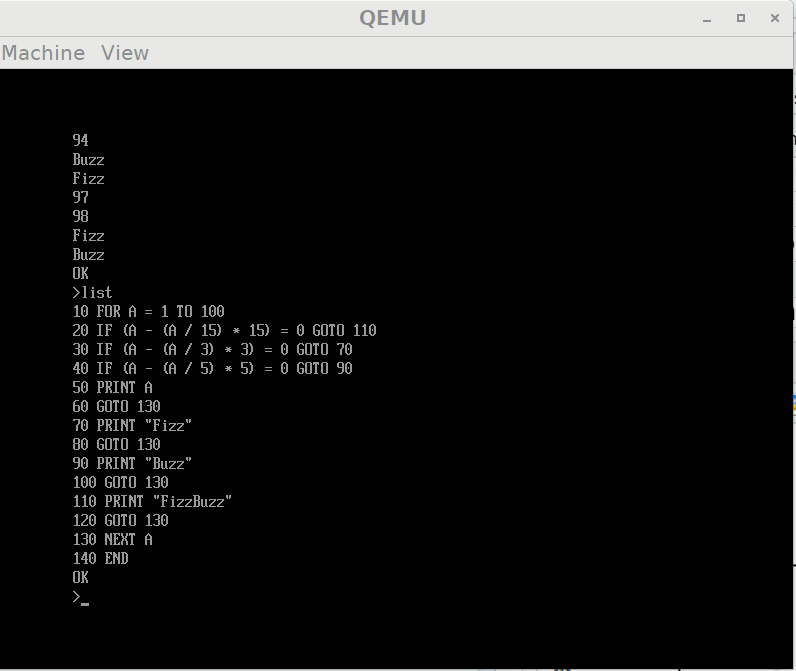 QEMU
Machine View
94
Buzz
Fizz
97
98
Fizz
Buzz
OK
>list
10 FOR A = 1 TO 100
20 IF (A - (A / 15) * 15) = 0 GOTO 110
30 IF (A - (A / 3) * 3) = 0 GOTO 70
40 IF (A - (A / 5) * 5) = 0 GOTO 90
50 PRINT A
60 GOTO 130
70 PRINT "Fizz"
80 GOTO 130
90 PRINT "Buzz"
100 GOTO 130
110 PRINT "FizzBuzz"
120 GOTO 130
130 NEXT A
140 END
OK
>_